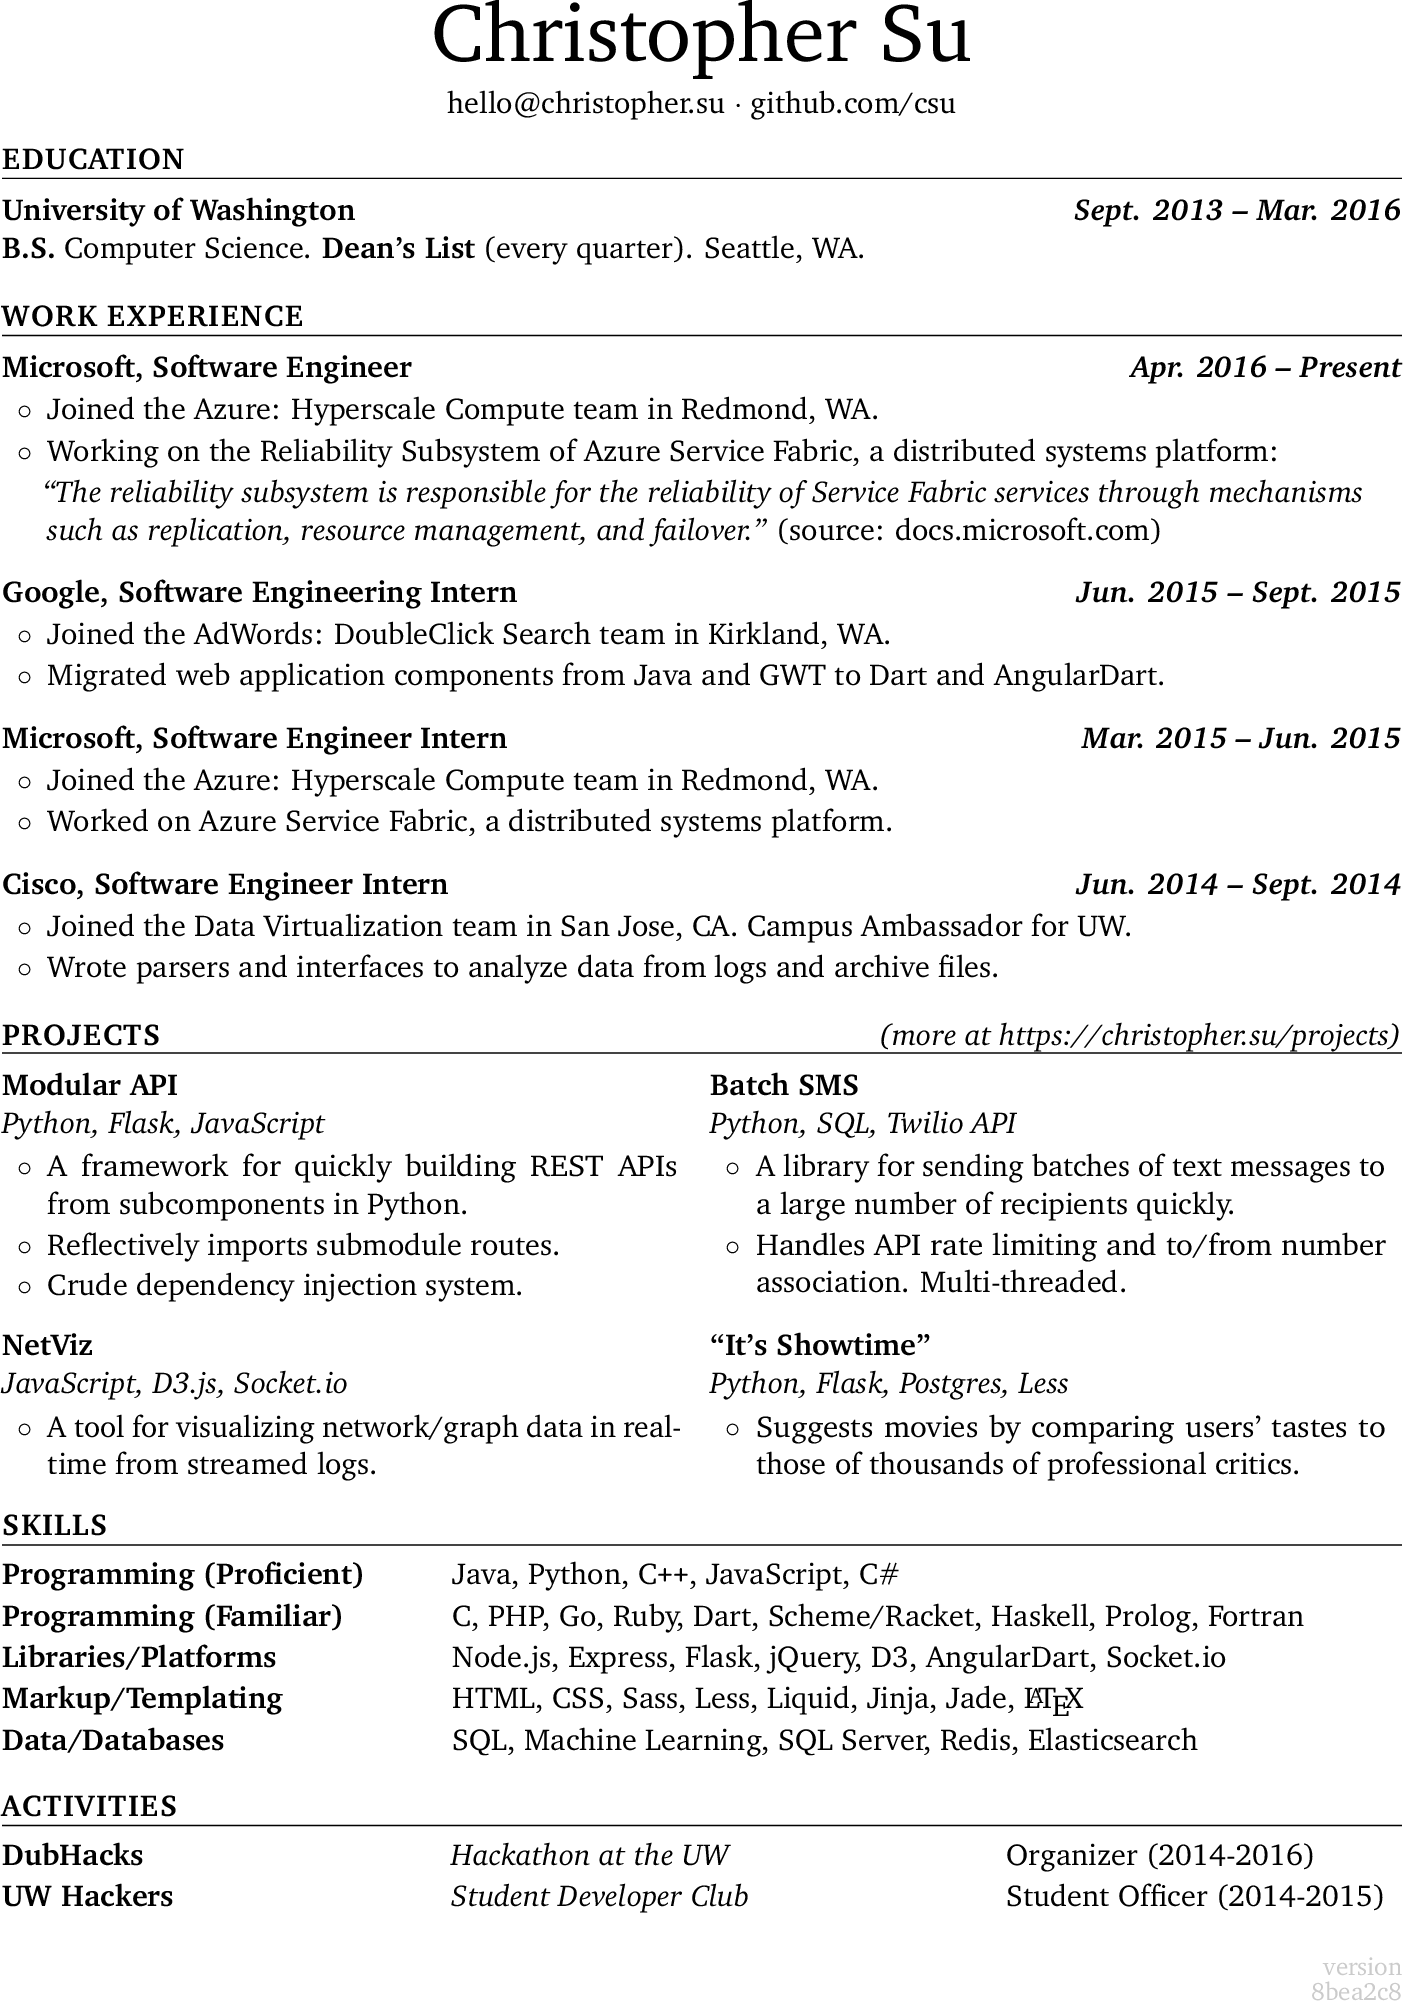 Christopher Su
hello@christopher.su · github.com/csu
EDUCATION
University of Washington Sept. 2013 – Mar. 2016
B.S. Computer Science. Dean’s List (every quarter). Seattle, WA.
WORK EXPERIENCE
Microsoft, Software Engineer Apr. 2016 – Present
◦ Joined the Azure: Hyperscale Compute team in Redmond, WA.
◦ Working on the Reliability Subsystem of Azure Service Fabric, a distributed systems platform:
“The reliability subsystem is responsible for the reliability of Service Fabric services through mechanisms
such as replication, resource management, and failover.” (source: docs.microsoft.com)
Google, Software Engineering Intern Jun. 2015 – Sept. 2015
◦ Joined the AdWords: DoubleClick Search team in Kirkland, WA.
◦ Migrated web application components from Java and GWT to Dart and AngularDart.
Microsoft, Software Engineer Intern Mar. 2015 – Jun. 2015
◦ Joined the Azure: Hyperscale Compute team in Redmond, WA.
◦ Worked on Azure Service Fabric, a distributed systems platform.
Cisco, Software Engineer Intern Jun. 2014 – Sept. 2014
◦ Joined the Data Virtualization team in San Jose, CA. Campus Ambassador for UW.
◦ Wrote parsers and interfaces to analyze data from logs and archive files.
PROJECTS (more at https://christopher.su/projects)
Modular API
Python, Flask, JavaScript
◦ A framework for quickly building REST APIs
from subcomponents in Python.
◦ Reflectively imports submodule routes.
◦ Crude dependency injection system.
Batch SMS
Python, SQL, Twilio API
◦ A library for sending batches of text messages to
a large number of recipients quickly.
◦ Handles API rate limiting and to/from number
association. Multi-threaded.
NetViz
JavaScript, D3.js, Socket.io
◦ A tool for visualizing network/graph data in real-
time from streamed logs.
“It’s Showtime”
Python, Flask, Postgres, Less
◦ Suggests movies by comparing users’ tastes to
those of thousands of professional critics.
SKILLS
Programming (Proficient) Java, Python, C++, JavaScript, C#
Programming (Familiar) C, PHP, Go, Ruby, Dart, Scheme/Racket, Haskell, Prolog, Fortran
Libraries/Platforms Node.js, Express, Flask, jQuery, D3, AngularDart, Socket.io
Markup/Templating HTML, CSS, Sass, Less, Liquid, Jinja, Jade, LATEX
Data/Databases SQL, Machine Learning, SQL Server, Redis, Elasticsearch
ACTIVITIES
DubHacks Hackathon at the UW Organizer (2014-2016)
UW Hackers Student Developer Club Student Officer (2014-2015)
version
8bea2c8